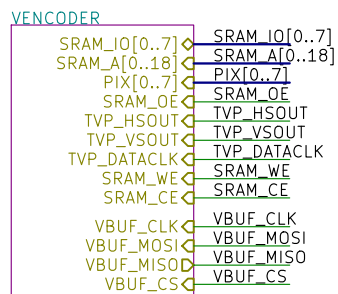 VENCODER
SRAM_IO[0..7] SRAM_IO[0..7]
SRAM_A[0..18] SRAM_A[0..18]
PIX[0..7] PIX[0..7]
SRAM_OE SRAM_OE
TVP_HSOUT TVP_HSOUT
TVP_VSOUT TVP_VSOUT
TVP_DATACLK TVP_DATACLK
SRAM_WE SRAM_WE
SRAM_CE SRAM_CE
VBUF_CLK VBUF_CLK
VBUF_MOSI VBUF_MOSI
VBUF_MISO VBUF_MISO
VBUF_CS VBUF_CS